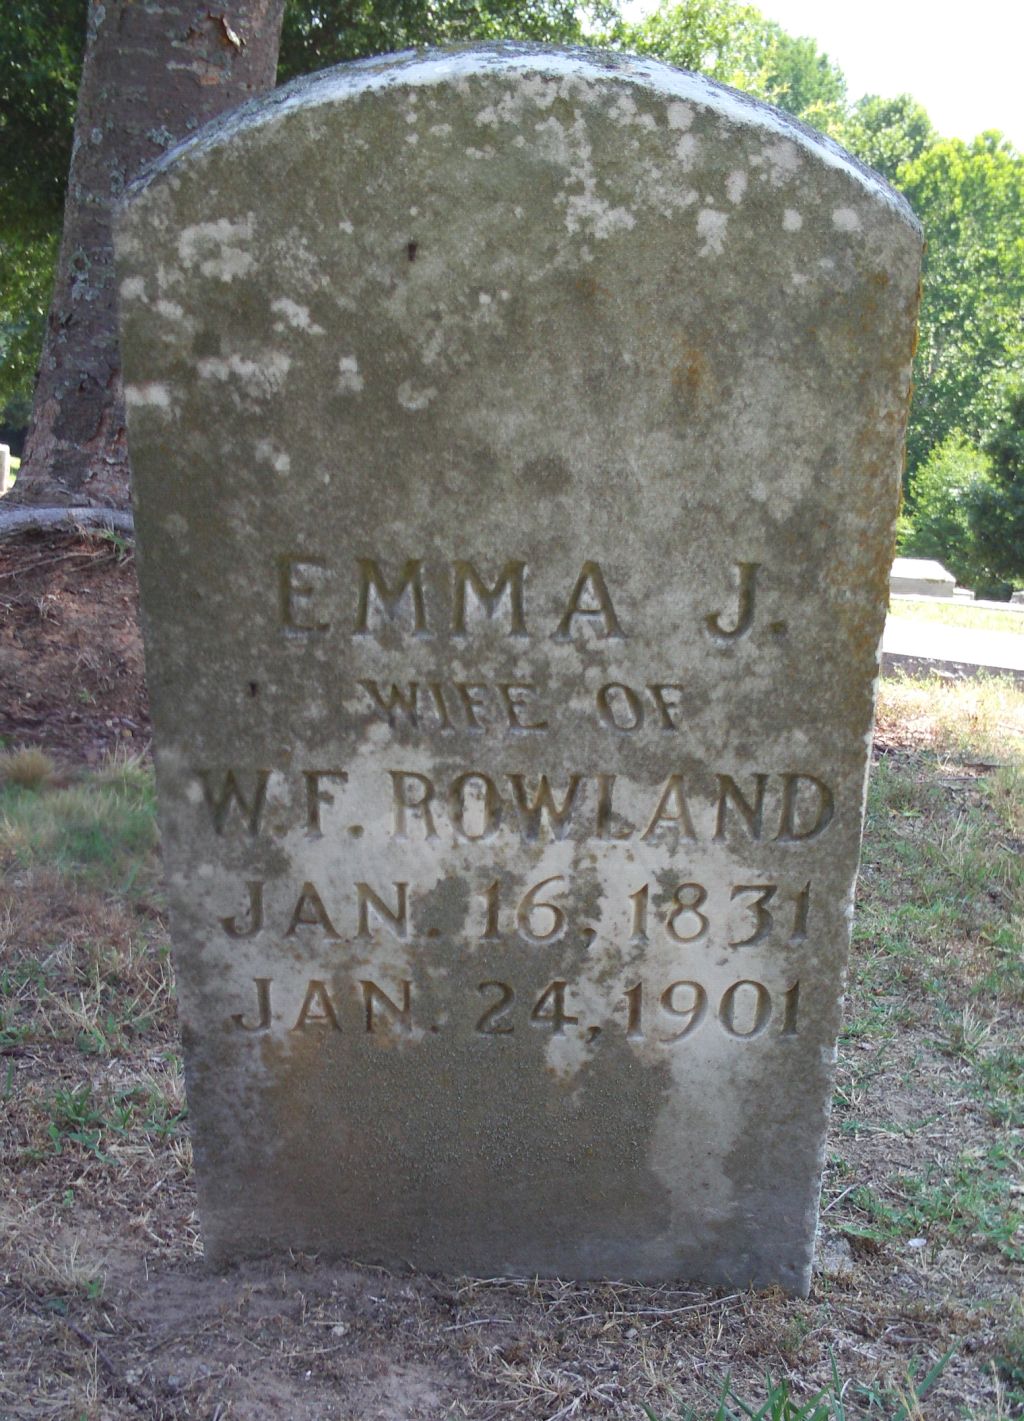 EMMA J.
WIFE OF
W. F. ROWLAND
JAN. 16, 1831
JAN. 24, 1901